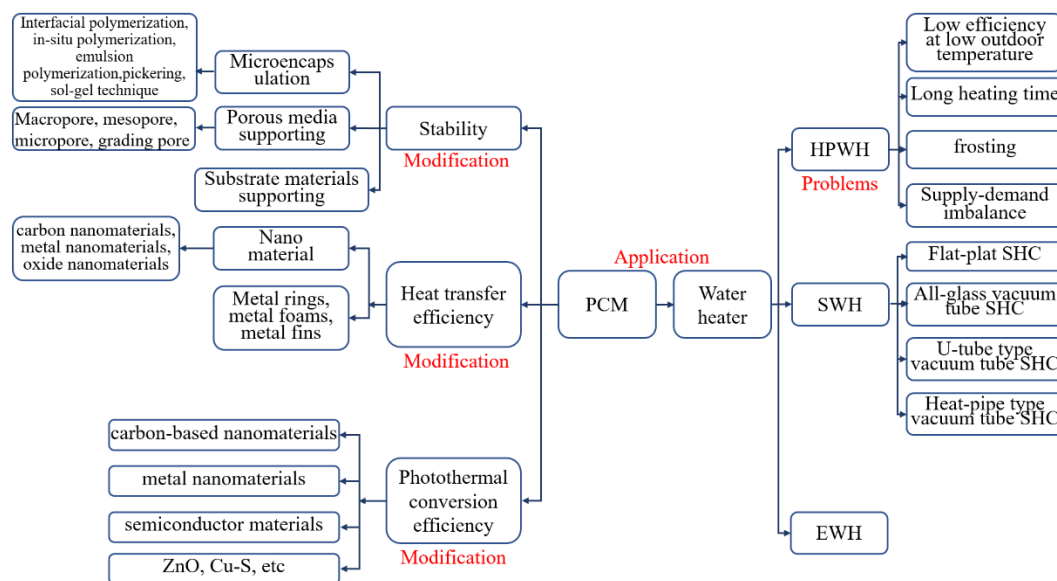 Interfacial polymerization,
in-situ polymerization,
emulsion
polymerization,pickering,
sol-gel technique
Microencaps
ulation
Macropore, mesopore,
micropore, grading pore
Porous media
supporting
Substrate materials
supporting
Stability
Modification
carbon nanomaterials,
metal nanomaterials,
oxide nanomaterials
Nano
material
Metal rings,
metal foams,
metal fins
Heat transfer
efficiency
Modification
carbon-based nanomaterials
metal nanomaterials
semiconductor materials
ZnO, Cu-S, etc
Photothermal
conversion
efficiency
Modification
PCM
Application
Water
heater
HPWH
Problems
Low efficiency
at low outdoor
temperature
Long heating time
frosting
Supply-demand
imbalance
SWH
Flat-plat SHC
All-glass vacuum
tube SHC
U-tube type
vacuum tube SHC
Heat-pipe type
vacuum tube SHC
EWH